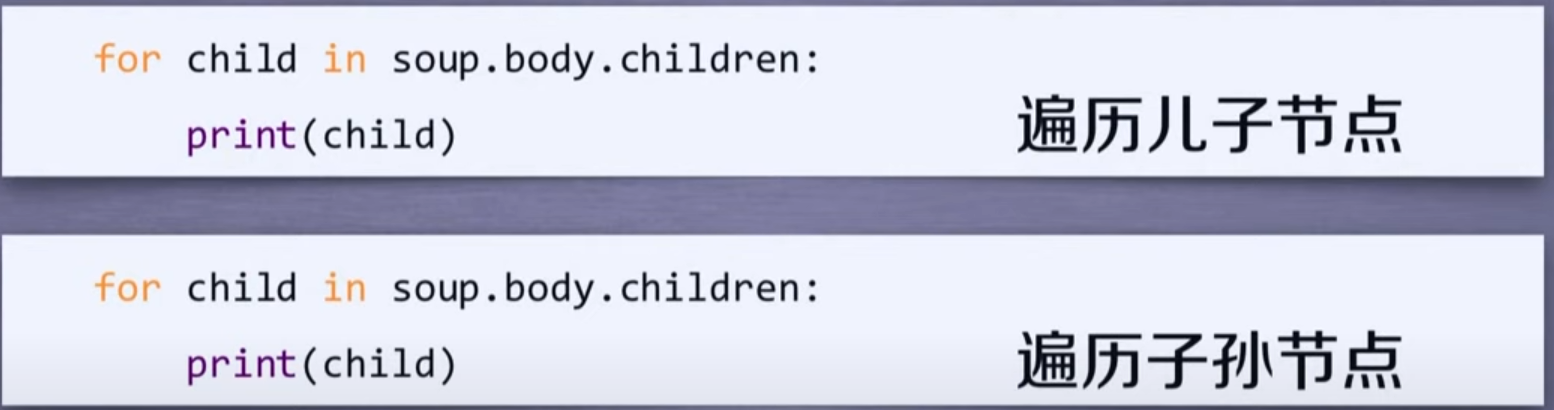 for child in soup.body.children:
    print(child)
遍历儿子节点
for child in soup.body.children:
    print(child)
遍历子孙节点